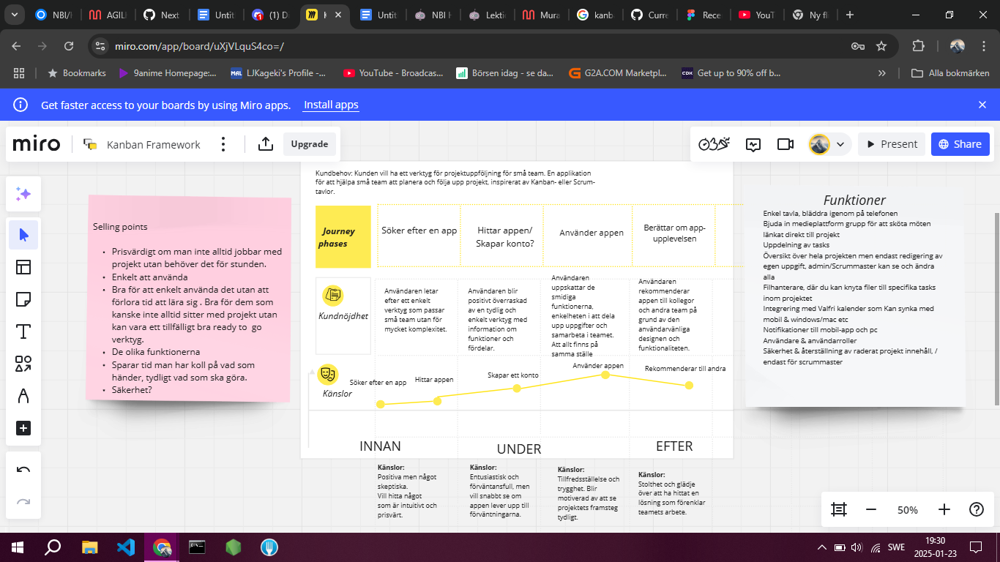 NBI/
AGIL
Next
Untit
(1) Di
K
Untit
NBI H
Lekti
Mura
kanb
Curre
Rece
YouT
Ny fl
miro.com/app/board/uXjVLquS4co=/
Bookmarks
9anime Homepage:...
MAL
LJKageki's Profile -...
YouTube - Broadcas...
Börsen idag - se da...
G2A.COM Marketpl...
CDK
Get up to 90% off b...
Alla bokmärken
Get faster access to your boards by using Miro apps.
Install apps
miro
Kanban Framework
Upgrade
Present
Share
Kundbehov: Kunden vill ha ett verktyg för projektuppföljning för små team. En applikation
för att hjälpa små team att planera och följa upp projekt, inspirerat av Kanban- eller Scrum-
tavlor.
Selling points
• Prisvärdigt om man inte alltid jobbar med
projekt utan behöver det för stunden.
• Enkelt att använda
• Bra för att enkelt använda det utan att
förlora tid att lära sig . Bra för dem som
kanske inte alltid sitter med projekt utan
kan vara ett tillfälligt bra ready to go
verktyg.
• De olika funktionerna
• Sparar tid man har koll på vad som
händer, tydligt vad som ska göra.
• Säkerhet?
Journey
phases
Söker efter en app
Hittar appen/
Skapar konto?
Använder appen
Berättar om app-
upplevelsen
Kundnöjdhet
Användaren letar
efter ett enkelt
verktyg som passar
små team utan för
mycket komplexitet.
Användaren blir
positivt överraskad
av en tydlig och
enkelt verktyg med
information om
funktioner och
fördelar.
Användaren
uppskattar de
smidiga
funktionerna,
enkelheten i att dela
upp uppgifter och
samarbeta i teamet.
Att allt finns på
samma ställe
Användaren
rekommenderar
appen till kollegor
och andra team på
grund av den
användarvänliga
designen och
funktionaliteten.
Känslor
Söker efter en app
Hittar appen
Skapar ett konto
Använder appen
Rekommenderar till andra
INNAN
UNDER
EFTER
Känslor:
Positiva men något
skeptiska.
Vill hitta något
som är intuitivt och
prisvärt.
Känslor:
Entusiastisk och
förväntansfull, men
vill snabbt se om
appen lever upp till
förväntningarna.
Känslor:
Tillfredsställelse och
trygghet. Blir
motiverad av att se
projektets framsteg
tydligt.
Känslor:
Stolthet och glädje
över att ha hittat en
lösning som förenklar
teamets arbete.
Funktioner
Enkel tavla, bläddra igenom på telefonen
Bjuda in medieplattform grupp för att sköta möten
länkat direkt till projekt
Uppdelning av tasks
Översikt över hela projekten men endast redigering av
egen uppgift, admin/Scrummaster kan se och ändra
alla
Filhanterare, där du kan knyta filer till specifika tasks
inom projektet
Integrering med Valfri kalender som Kan synka med
mobil & windows/mac etc
Notifikationer till mobil-app och pc
Användare & användarroller
Säkerhet & återställning av raderat projekt innehåll, /
endast för scrummaster
50%
SWE
19:30
2025-01-23